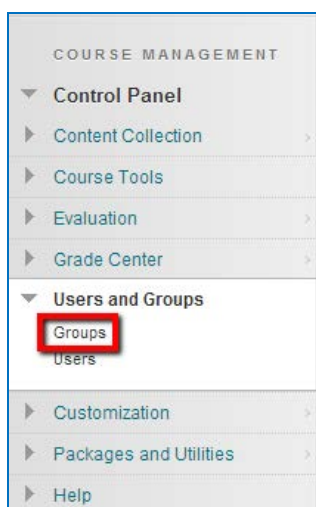 COURSE MANAGEMENT
Control Panel
Content Collection
Course Tools
Evaluation
Grade Center
Users and Groups
Groups
Users
Customization
Packages and Utilities
Help